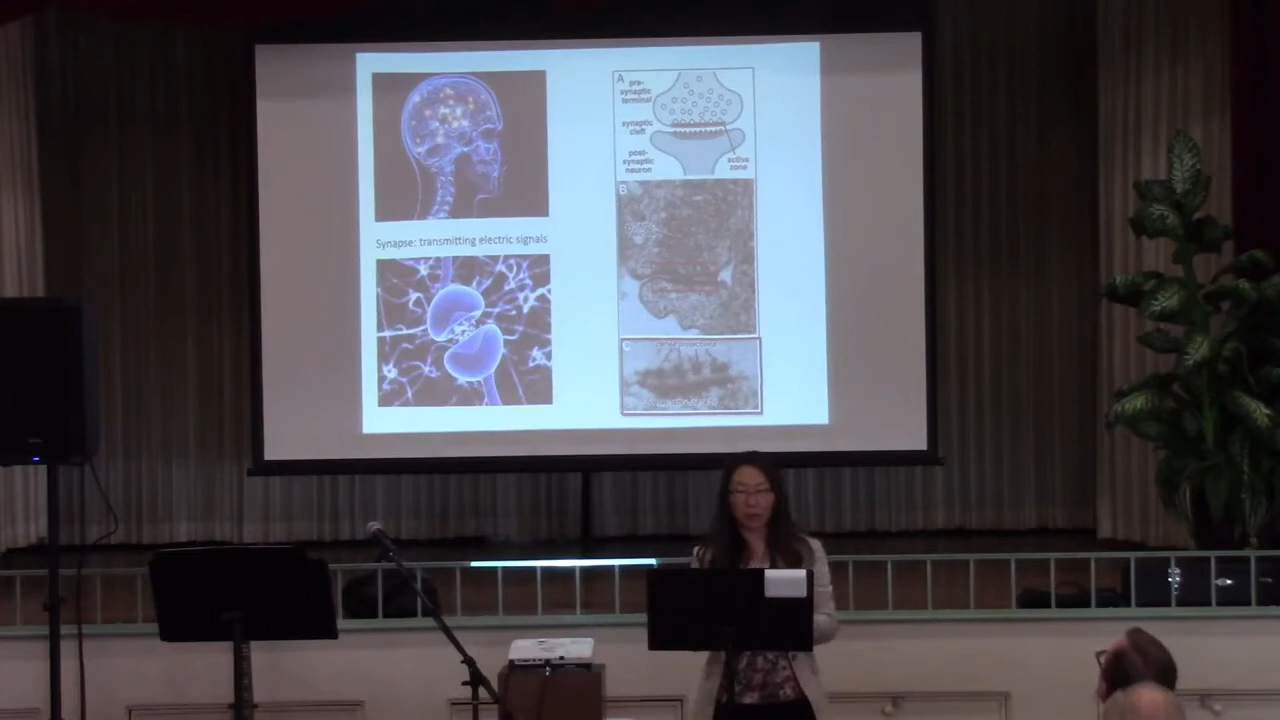 Synapse: transmitting electric signals
A
pre-
synaptic
terminal
synaptic
cleft
post-
synaptic
neuron
active
zone
B
C